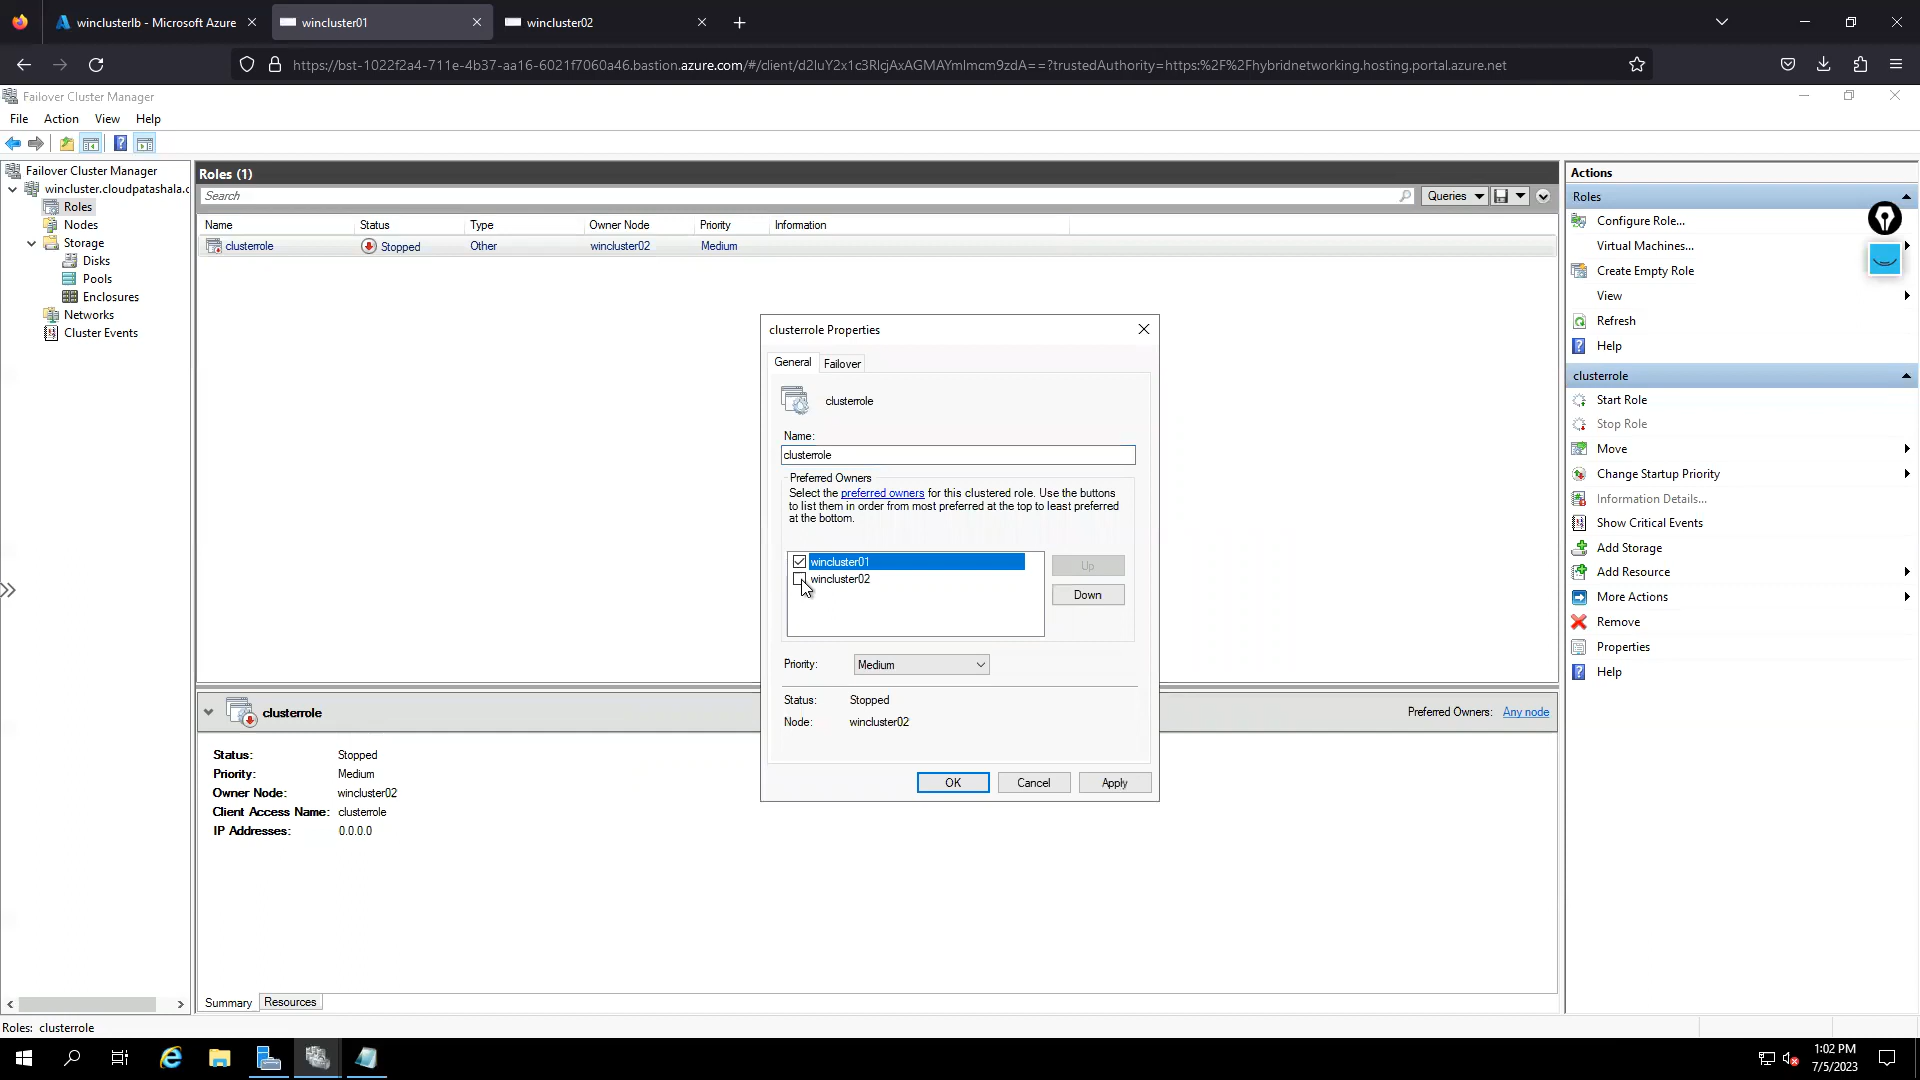 winclusterlb - Microsoft Azure
wincluster01
wincluster02
https://bst-1022f2a4-711e-4b37-aa16-6021f7060a46.bastion.azure.com/#/client/d2luY2x1c3RlcjAxAGMAYmlmcm9zdA==?trustedAuthority=https:%2F%2Fhybridnetworking.hosting.portal.azure.net
Failover Cluster Manager
File Action View Help
Failover Cluster Manager
wincluster.cloudpatashala.c
Roles
Nodes
Storage
Disks
Pools
Enclosures
Networks
Cluster Events
Roles (1)
Search
Queries
Name Status Type Owner Node Priority Information
clusterrole Stopped Other wincluster02 Medium
clusterrole Properties
General Failover
clusterrole
Name:
clusterrole
Preferred Owners
Select the preferred owners for this clustered role. Use the buttons
to list them in order from most preferred at the top to least preferred
at the bottom.
wincluster01
wincluster02
Up
Down
Priority: Medium
Status: Stopped
Node: wincluster02
OK Cancel Apply
clusterrole
Preferred Owners: Any node
Status: Stopped
Priority: Medium
Owner Node: wincluster02
Client Access Name: clusterrole
IP Addresses: 0.0.0.0
Summary Resources
Actions
Roles
Configure Role...
Virtual Machines...
Create Empty Role
View
Refresh
Help
clusterrole
Start Role
Stop Role
Move
Change Startup Priority
Information Details...
Show Critical Events
Add Storage
Add Resource
More Actions
Remove
Properties
Help
Roles: clusterrole
1:02 PM
7/5/2023